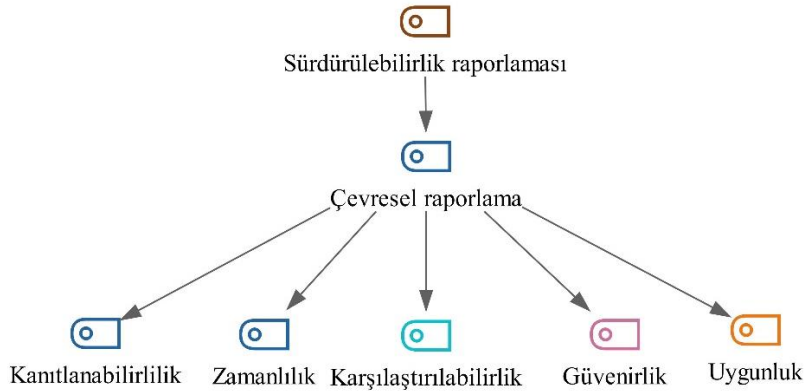 Sürdürülebilirlik raporlaması
Çevresel raporlama
Kanıtlanabilirlilik
Zamanlılık
Karşılaştırılabilirlik
Güvenirlik
Uygunluk